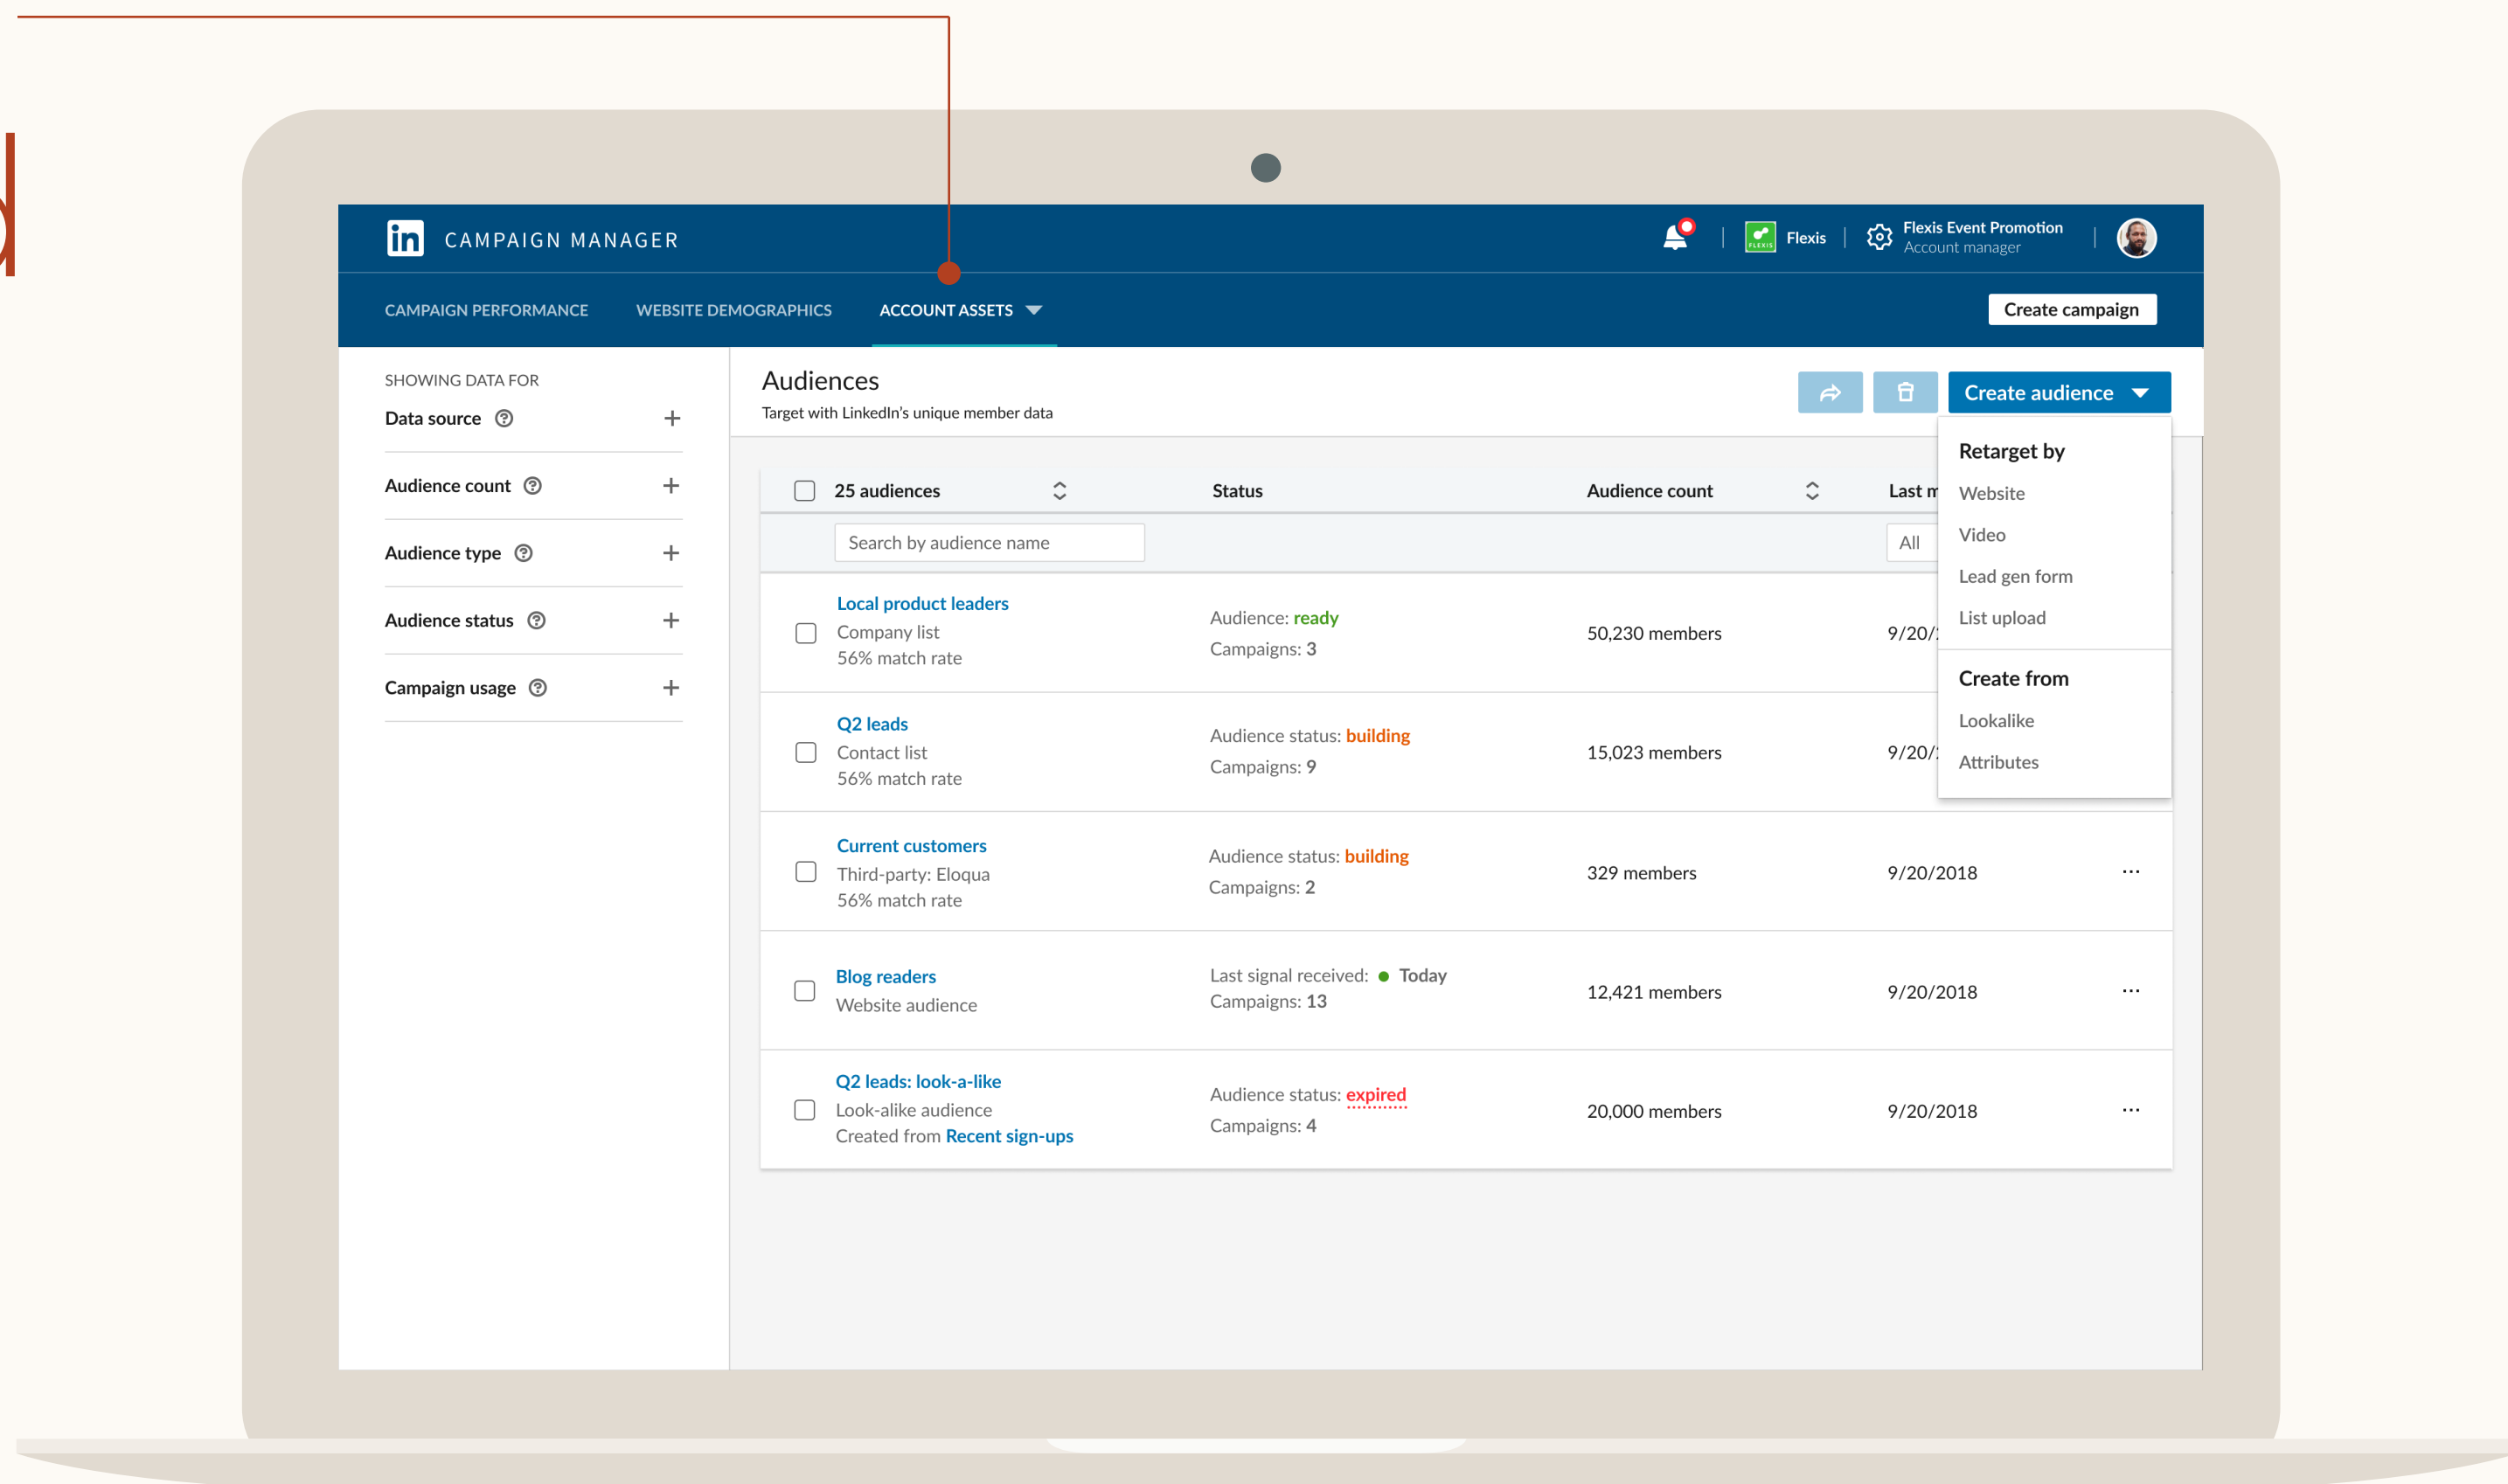 d
in CAMPAIGN MANAGER
FLEXIS
Flexis
Flexis Event Promotion
Account manager
CAMPAIGN PERFORMANCE
WEBSITE DEMOGRAPHICS
ACCOUNT ASSETS
Create campaign
SHOWING DATA FOR
Data source
Audience count
Audience type
Audience status
Campaign usage
Audiences
Target with LinkedIn's unique member data
Create audience
Retarget by
Website
Video
Lead gen form
List upload
Create from
Lookalike
Attributes
25 audiences Status Audience count Last m
Search by audience name
All
Local product leaders
Company list
56% match rate
Audience: ready
Campaigns: 3
50,230 members
9/20/
Q2 leads
Contact list
56% match rate
Audience status: building
Campaigns: 9
15,023 members
9/20/
Current customers
Third-party: Eloqua
56% match rate
Audience status: building
Campaigns: 2
329 members
9/20/2018
Blog readers
Website audience
Last signal received: ● Today
Campaigns: 13
12,421 members
9/20/2018
Q2 leads: look-a-like
Look-alike audience
Created from Recent sign-ups
Audience status: expired
Campaigns: 4
20,000 members
9/20/2018